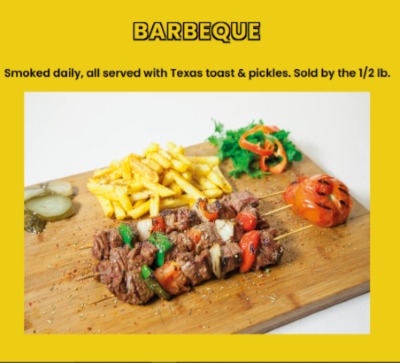 BARBEQUE
Smoked daily, all served with Texas toast & pickles. Sold by the 1/2 lb.